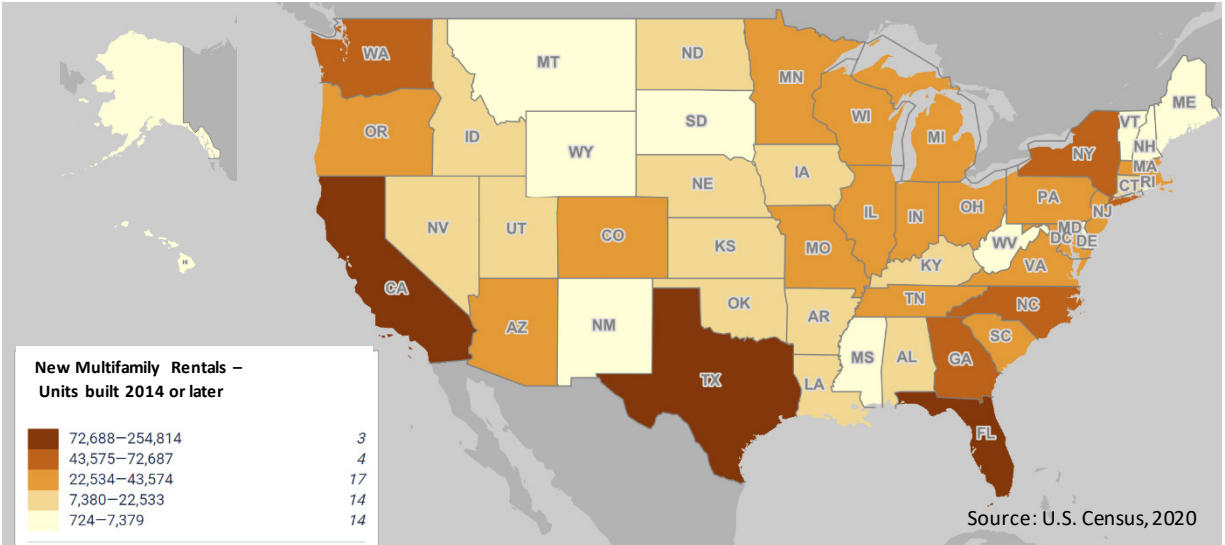 WA
MT
ND
MN
ME
VT
NH
OR
ID
SD
WI
MI
NY
MA
CT RI
WY
IA
NE
PA
NJ
NV
UT
CO
IL
IN
OH
MD
DC DE
WV
KS
MO
KY
VA
CA
AZ
NM
OK
AR
TN
NC
SC
MS
AL
GA
TX
LA
FL
H
New Multifamily Rentals –
Units built 2014 or later
72,688—254,814 3
43,575—72,687 4
22,534—43,574 17
7,380—22,533 14
724—7,379 14
Source: U.S. Census, 2020